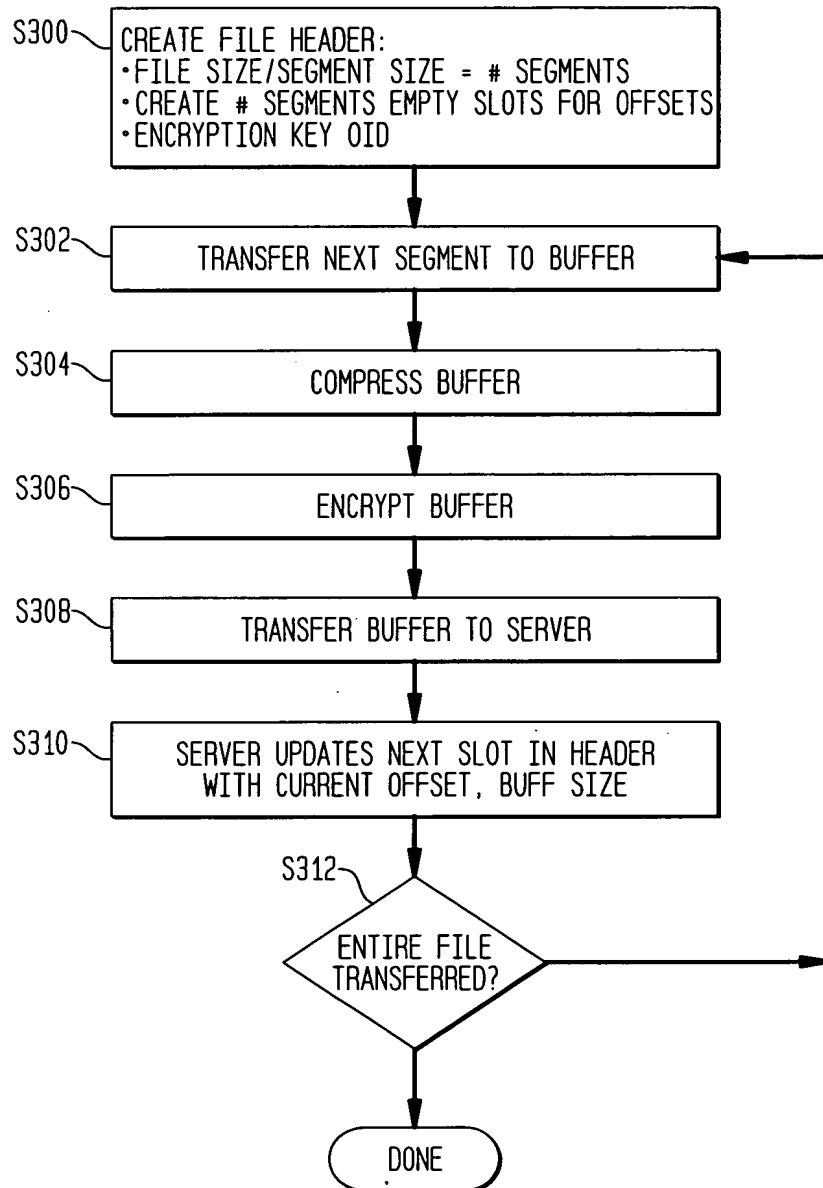 S300
CREATE FILE HEADER:
•FILE SIZE/SEGMENT SIZE = # SEGMENTS
•CREATE # SEGMENTS EMPTY SLOTS FOR OFFSETS
•ENCRYPTION KEY OID
S302
TRANSFER NEXT SEGMENT TO BUFFER
S304
COMPRESS BUFFER
S306
ENCRYPT BUFFER
S308
TRANSFER BUFFER TO SERVER
S310
SERVER UPDATES NEXT SLOT IN HEADER
WITH CURRENT OFFSET, BUFF SIZE
S312
ENTIRE FILE
TRANSFERRED?
DONE